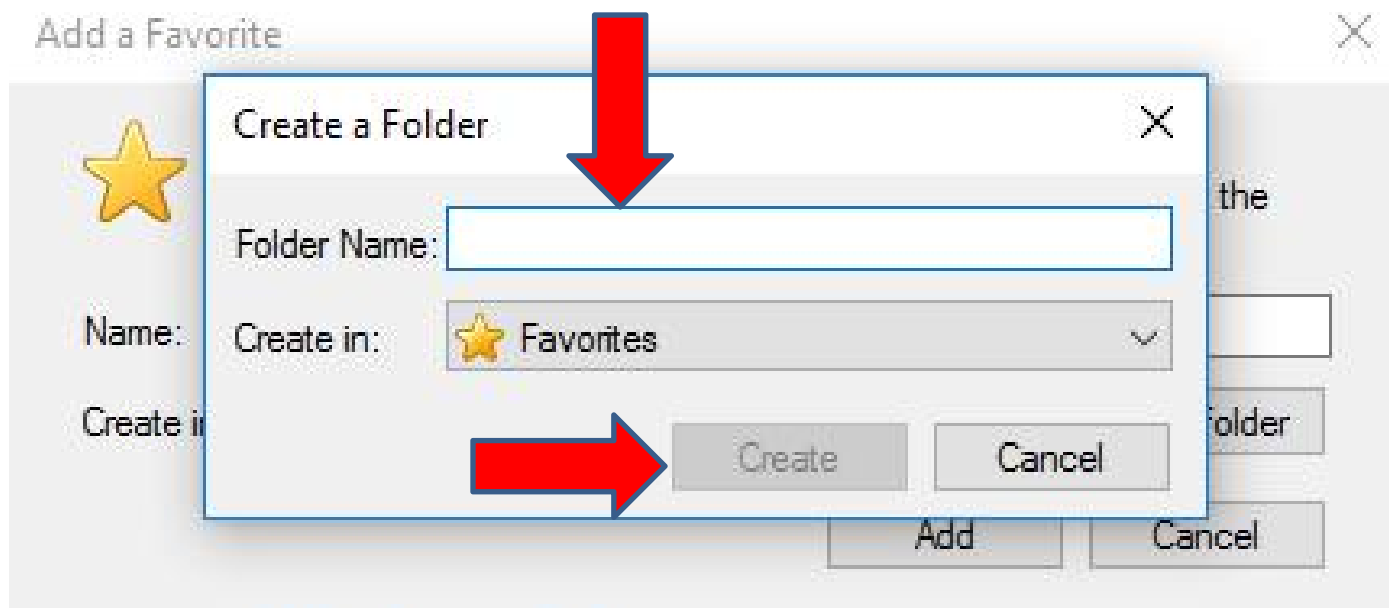 Add a Favorite
Create a Folder
the
Folder Name:
Name:
Create in:
Favorites
Create i
older
Create
Cancel
Add
Cancel